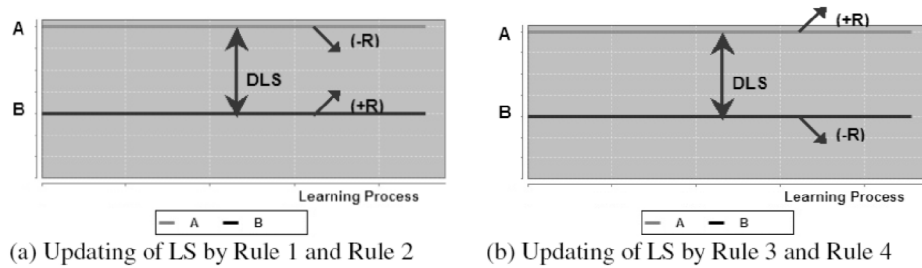 A
(-R)
DLS
B
(+R)
Learning Process
A B
(a) Updating of LS by Rule 1 and Rule 2
(+R)
A
DLS
B
(-R)
Learning Process
A B
(b) Updating of LS by Rule 3 and Rule 4